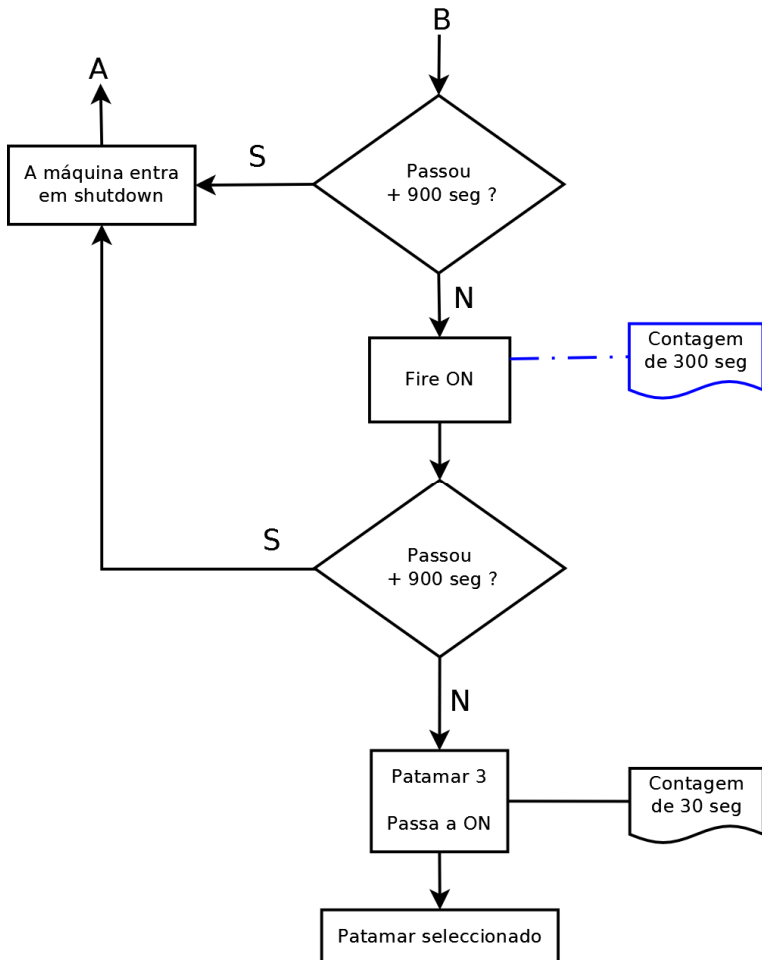 B
A
S
Passou
+ 900 seg ?
A máquina entra
em shutdown
N
Contagem
de 300 seg
Fire ON
S
Passou
+ 900 seg ?
N
Patamar 3
Passa a ON
Contagem
de 30 seg
Patamar seleccionado